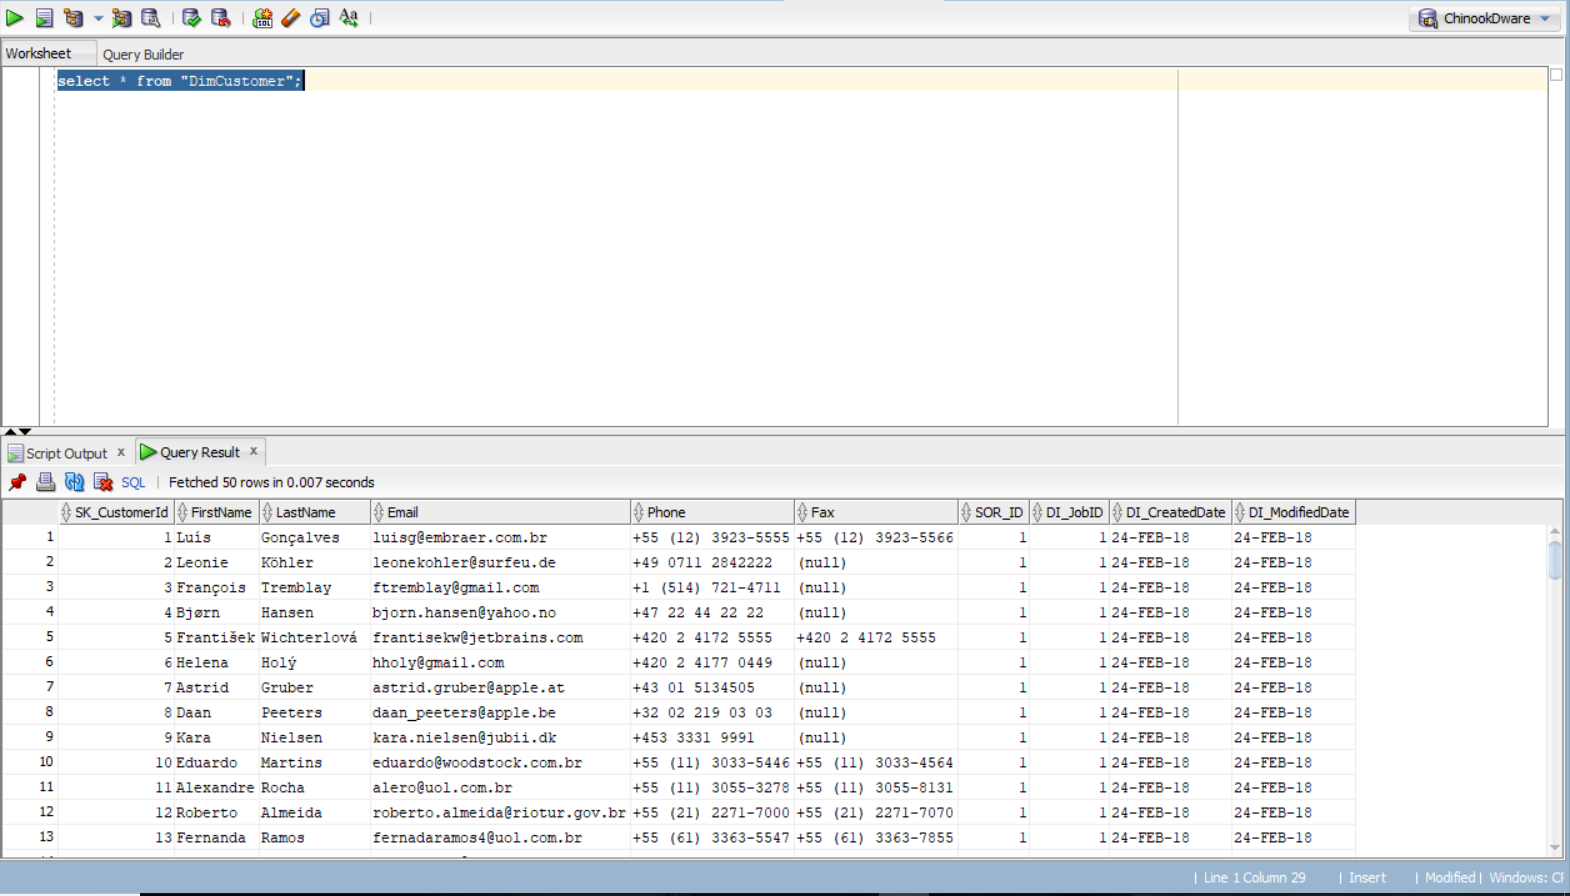 ChinookDware
Worksheet Query Builder
select * from "DimCustomer";
Script Output x Query Result x
SQL | Fetched 50 rows in 0.007 seconds
SK_CustomerId FirstName LastName Email Phone Fax SOR_ID DI_JobID DI_CreatedDate DI_ModifiedDate
1 1 Luís Gonçalves luisg@embraer.com.br +55 (12) 3923-5555 +55 (12) 3923-5566 1 1 24-FEB-18 24-FEB-18
2 2 Leonie Köhler leonekohler@surfeu.de +49 0711 2842222 (null) 1 1 24-FEB-18 24-FEB-18
3 3 François Tremblay ftremblay@gmail.com +1 (514) 721-4711 (null) 1 1 24-FEB-18 24-FEB-18
4 4 Bjørn Hansen bjorn.hansen@yahoo.no +47 22 44 22 22 (null) 1 1 24-FEB-18 24-FEB-18
5 5 František Wichterlová frantisekw@jetbrains.com +420 2 4172 5555 +420 2 4172 5555 1 1 24-FEB-18 24-FEB-18
6 6 Helena Holý hholy@gmail.com +420 2 4177 0449 (null) 1 1 24-FEB-18 24-FEB-18
7 7 Astrid Gruber astrid.gruber@apple.at +43 01 5134505 (null) 1 1 24-FEB-18 24-FEB-18
8 8 Daan Peeters daan_peeters@apple.be +32 02 219 03 03 (null) 1 1 24-FEB-18 24-FEB-18
9 9 Kara Nielsen kara.nielsen@jubii.dk +453 3331 9991 (null) 1 1 24-FEB-18 24-FEB-18
10 10 Eduardo Martins eduardo@woodstock.com.br +55 (11) 3033-5446 +55 (11) 3033-4564 1 1 24-FEB-18 24-FEB-18
11 11 Alexandre Rocha alero@uol.com.br +55 (11) 3055-3278 +55 (11) 3055-8131 1 1 24-FEB-18 24-FEB-18
12 12 Roberto Almeida roberto.almeida@riotur.gov.br +55 (21) 2271-7000 +55 (21) 2271-7070 1 1 24-FEB-18 24-FEB-18
13 13 Fernanda Ramos fernadaramos4@uol.com.br +55 (61) 3363-5547 +55 (61) 3363-7855 1 1 24-FEB-18 24-FEB-18
| Line 1 Column 29 | Insert | Modified | Windows: